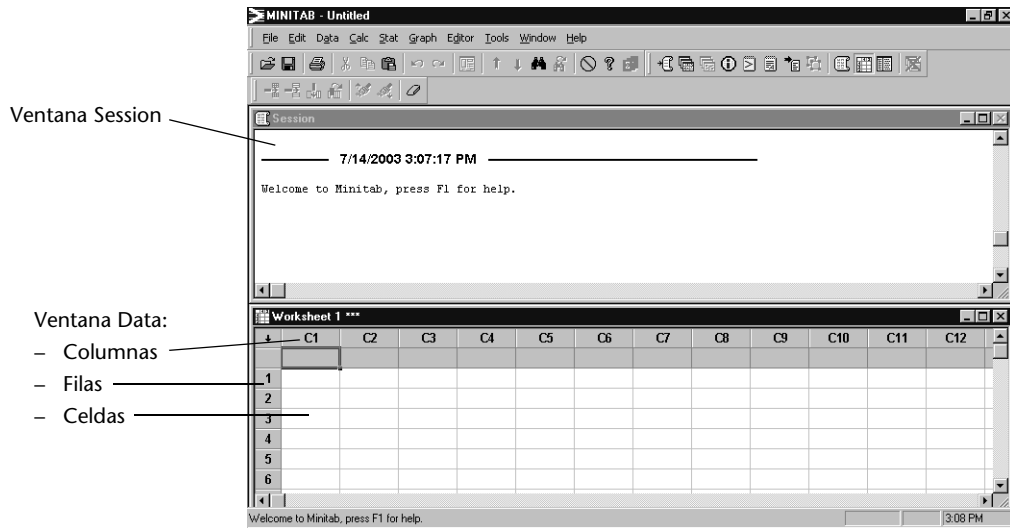 MINITAB - Untitled
File Edit Data Calc Stat Graph Editor Tools Window Help
Ventana Session
Session
7/14/2003 3:07:17 PM
Welcome to Minitab, press F1 for help.
Ventana Data:
– Columnas
– Filas
– Celdas
Worksheet 1 ***
C1 C2 C3 C4 C5 C6 C7 C8 C9 C10 C11 C12
1
2
3
4
5
6
Welcome to Minitab, press F1 for help. 3:08 PM